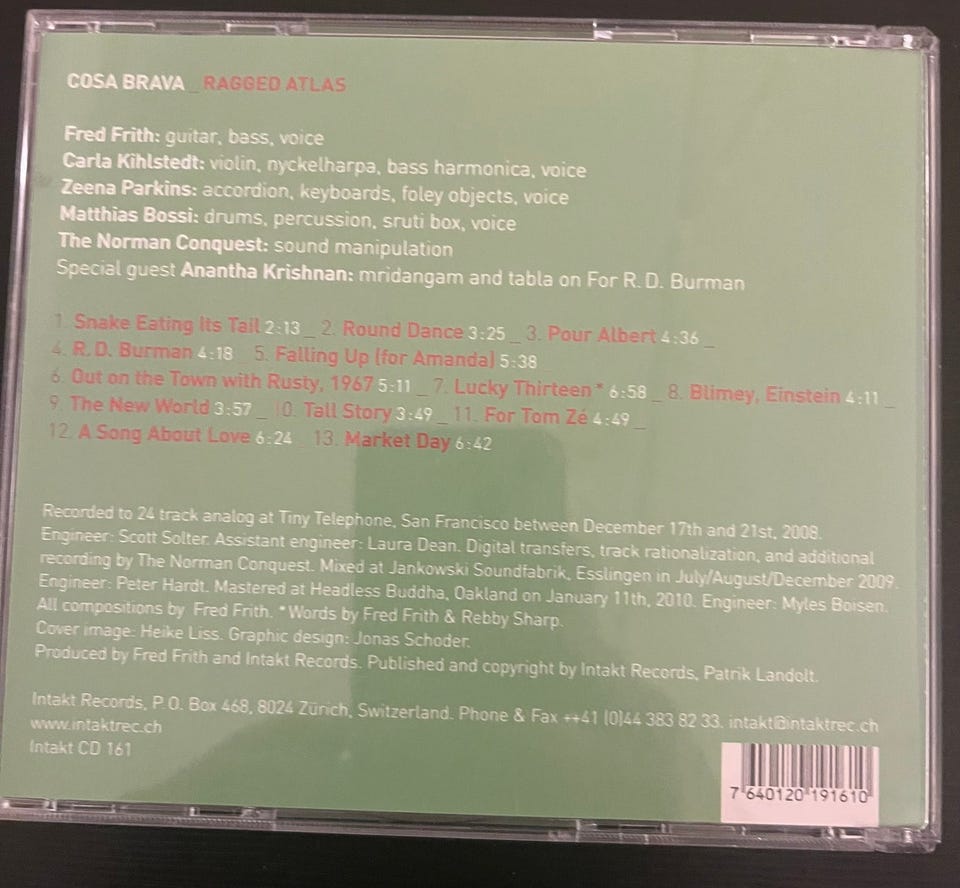 COSA BRAVA _ RAGGED ATLAS
Fred Frith: guitar, bass, voice
Carla Kihlstedt: violin, nyckelharpa, bass harmonica, voice
Zeena Parkins: accordion, keyboards, foley objects, voice
Matthias Bossi: drums, percussion, sruti box, voice
The Norman Conquest: sound manipulation
Special guest Anantha Krishnan: mridangam and tabla on For R.D. Burman
1. Snake Eating Its Tail 2:13 _ 2. Round Dance 3:25 _ 3. Pour Albert 4:36 _
4. R.D. Burman 4:18 _ 5. Falling Up (for Amanda) 5:38
6. Out on the Town with Rusty, 1967 5:11 _ 7. Lucky Thirteen * 6:58 _ 8. Blimey, Einstein 4:11 _
9. The New World 3:57 _ 10. Tall Story 3:49 _ 11. For Tom Zé 4:49 _
12. A Song About Love 6:24 _ 13. Market Day 6:42
Recorded to 24 track analog at Tiny Telephone, San Francisco between December 17th and 21st, 2008.
Engineer: Scott Solter. Assistant engineer: Laura Dean. Digital transfers, track rationalization, and additional
recording by The Norman Conquest. Mixed at Jankowski Soundfabrik, Esslingen in July/August/December 2009.
Engineer: Peter Hardt. Mastered at Headless Buddha, Oakland on January 11th, 2010. Engineer: Myles Boisen.
All compositions by Fred Frith. *Words by Fred Frith & Rebby Sharp.
Cover image: Heike Liss. Graphic design: Jonas Schoder.
Produced by Fred Frith and Intakt Records. Published and copyright by Intakt Records, Patrik Landolt.
Intakt Records, P.O. Box 468, 8024 Zürich, Switzerland. Phone & Fax ++41 (0)44 383 82 33. intakt@intaktrec.ch
www.intaktrec.ch
Intakt CD 161
7 640120 191610